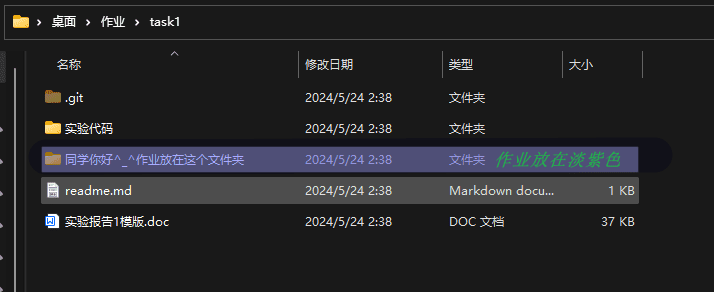 桌面 作业 task1
名称 修改日期 类型 大小
.git 2024/5/24 2:38 文件夹
实验代码 2024/5/24 2:38 文件夹
同学你好^_^作业放在这个文件夹 2024/5/24 2:38 文件夹 作业放在淡紫色
readme.md 2024/5/24 2:38 Markdown docu... 1 KB
实验报告1模版.doc 2024/5/24 2:38 DOC 文档 37 KB